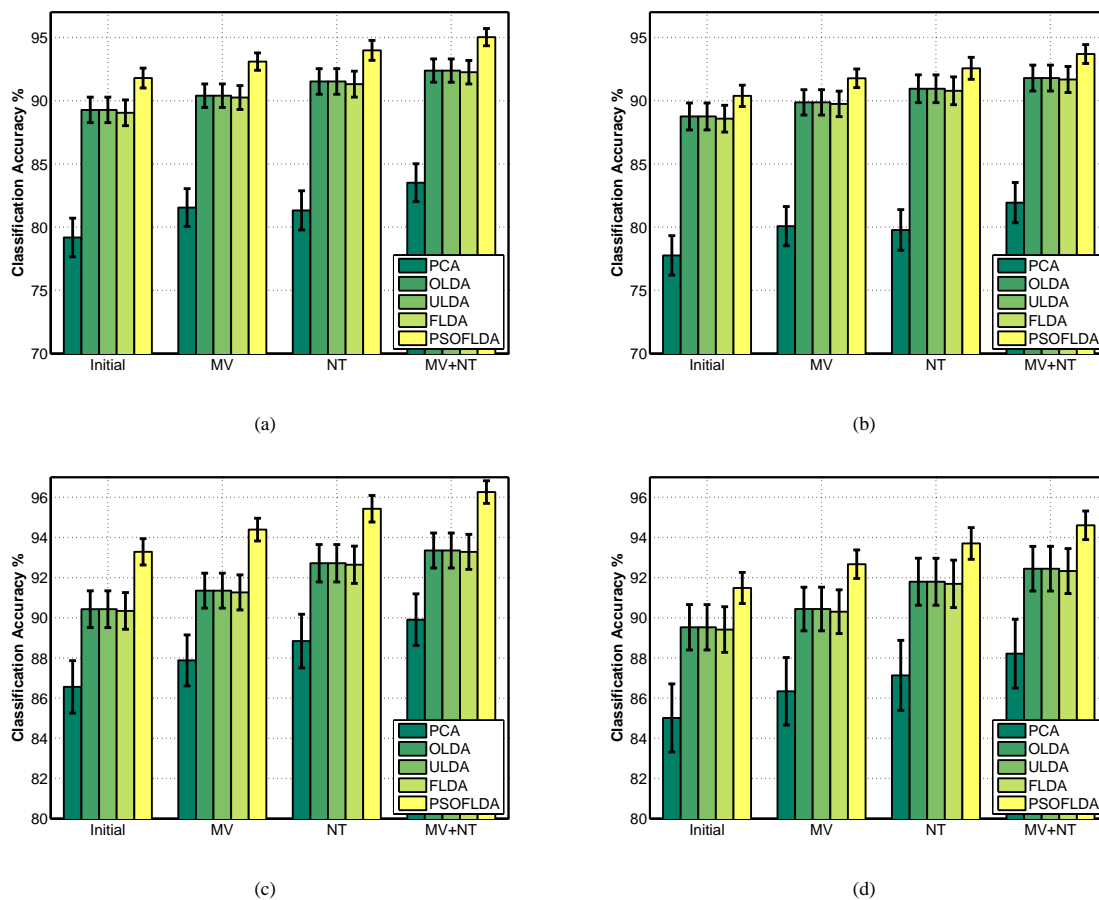 Classification Accuracy %
95
90
85
80
75
70
Initial
MV
NT
MV+NT
PCA
OLDA
ULDA
FLDA
PSOFLDA
(a)
Classification Accuracy %
95
90
85
80
75
70
Initial
MV
NT
MV+NT
PCA
OLDA
ULDA
FLDA
PSOFLDA
(b)
Classification Accuracy %
96
94
92
90
88
86
84
82
80
Initial
MV
NT
MV+NT
PCA
OLDA
ULDA
FLDA
PSOFLDA
(c)
Classification Accuracy %
96
94
92
90
88
86
84
82
80
Initial
MV
NT
MV+NT
PCA
OLDA
ULDA
FLDA
PSOFLDA
(d)